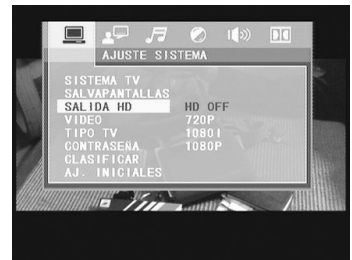 AJUSTE SISTEMA
SISTEMA TV
SALVAPANTALLAS
SALIDA HD HD OFF
VIDEO 720P
TIPO TV 1080I
CONTRASEÑA 1080P
CLASIFICAR
AJ. INICIALES